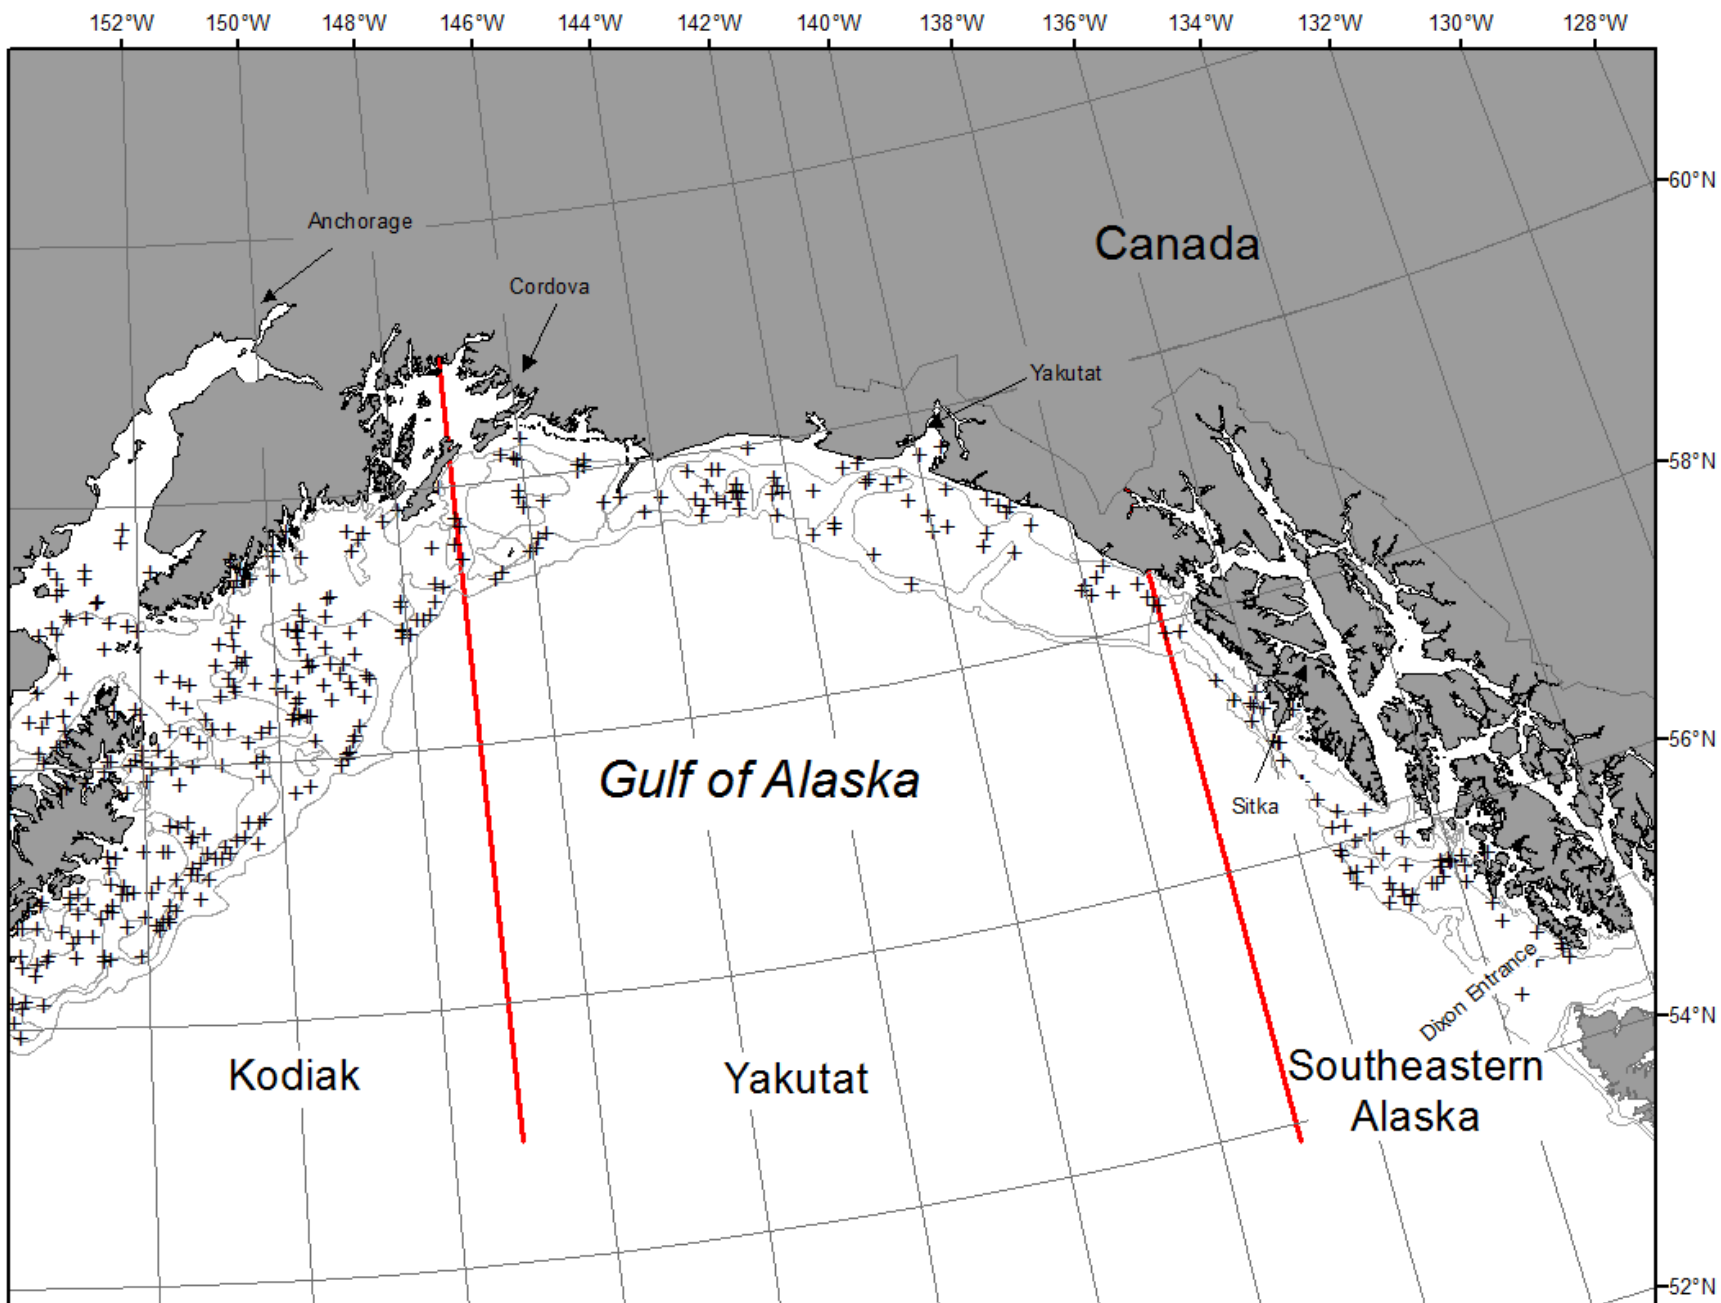 152°W 150°W 148°W 146°W 144°W 142°W 140°W 138°W 136°W 134°W 132°W 130°W 128°W
60°N
Anchorage
Canada
Cordova
Yakutat
58°N
56°N
Gulf of Alaska
Sitka
Dixon Entrance
54°N
Kodiak
Yakutat
Southeastern
Alaska
52°N